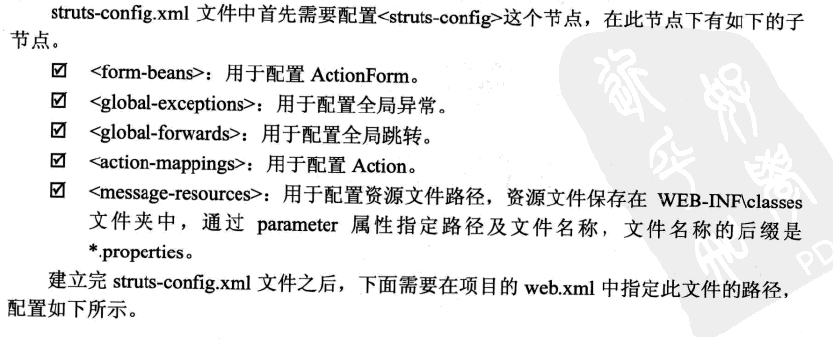 struts-config.xml 文件中首先需要配置<struts-config>这个节点，在此节点下有如下的子
节点。
☑ <form-beans>：用于配置 ActionForm。
☑ <global-exceptions>：用于配置全局异常。
☑ <global-forwards>：用于配置全局跳转。
☑ <action-mappings>：用于配置 Action。
☑ <message-resources>：用于配置资源文件路径，资源文件保存在 WEB-INF\classes
文件夹中，通过 parameter 属性指定路径及文件名称，文件名称的后缀是
*.properties。
建立完 struts-config.xml 文件之后，下面需要在项目的 web.xml 中指定此文件的路径，
配置如下所示。
PD